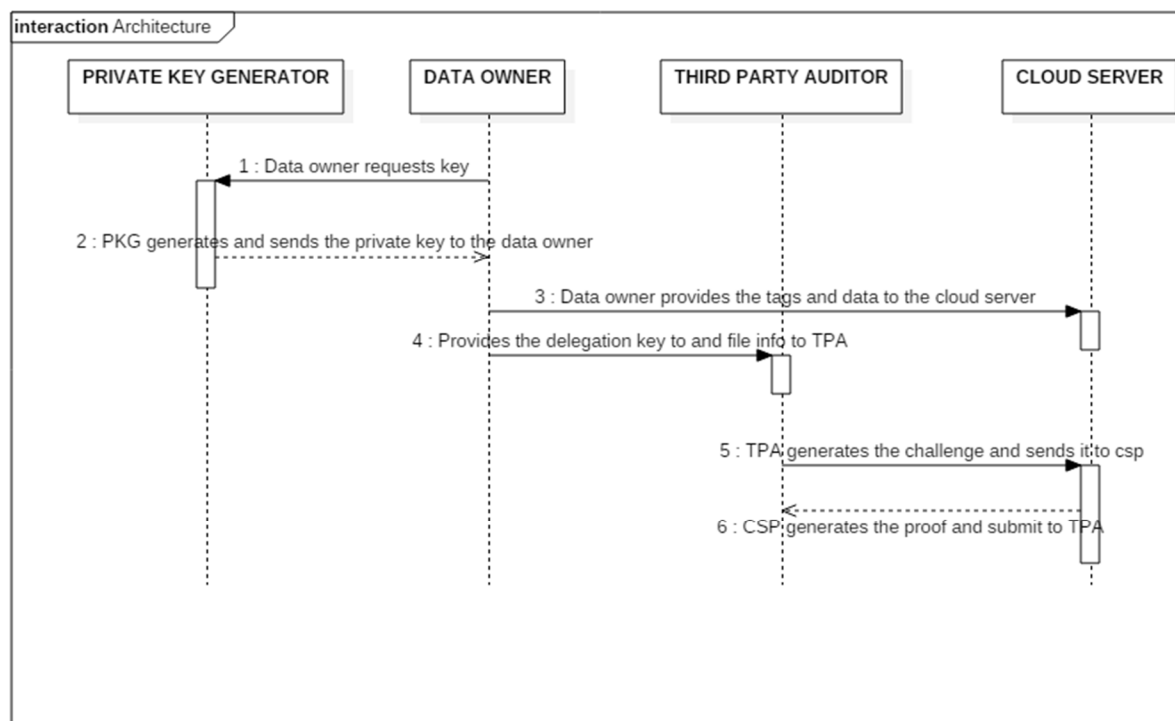 interaction Architecture
PRIVATE KEY GENERATOR
DATA OWNER
THIRD PARTY AUDITOR
CLOUD SERVER
1 : Data owner requests key
2 : PKG generates and sends the private key to the data owner
3 : Data owner provides the tags and data to the cloud server
4 : Provides the delegation key to and file info to TPA
5 : TPA generates the challenge and sends it to csp
6 : CSP generates the proof and submit to TPA